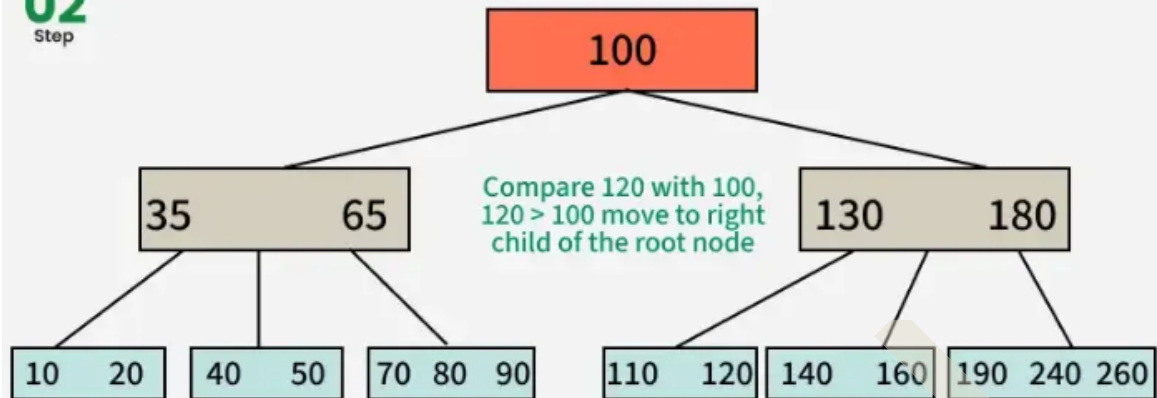 02
Step
100
Compare 120 with 100,
120 > 100 move to right
child of the root node
35 65
130 180
10 20
40 50
70 80 90
110 120
140 160
190 240 260